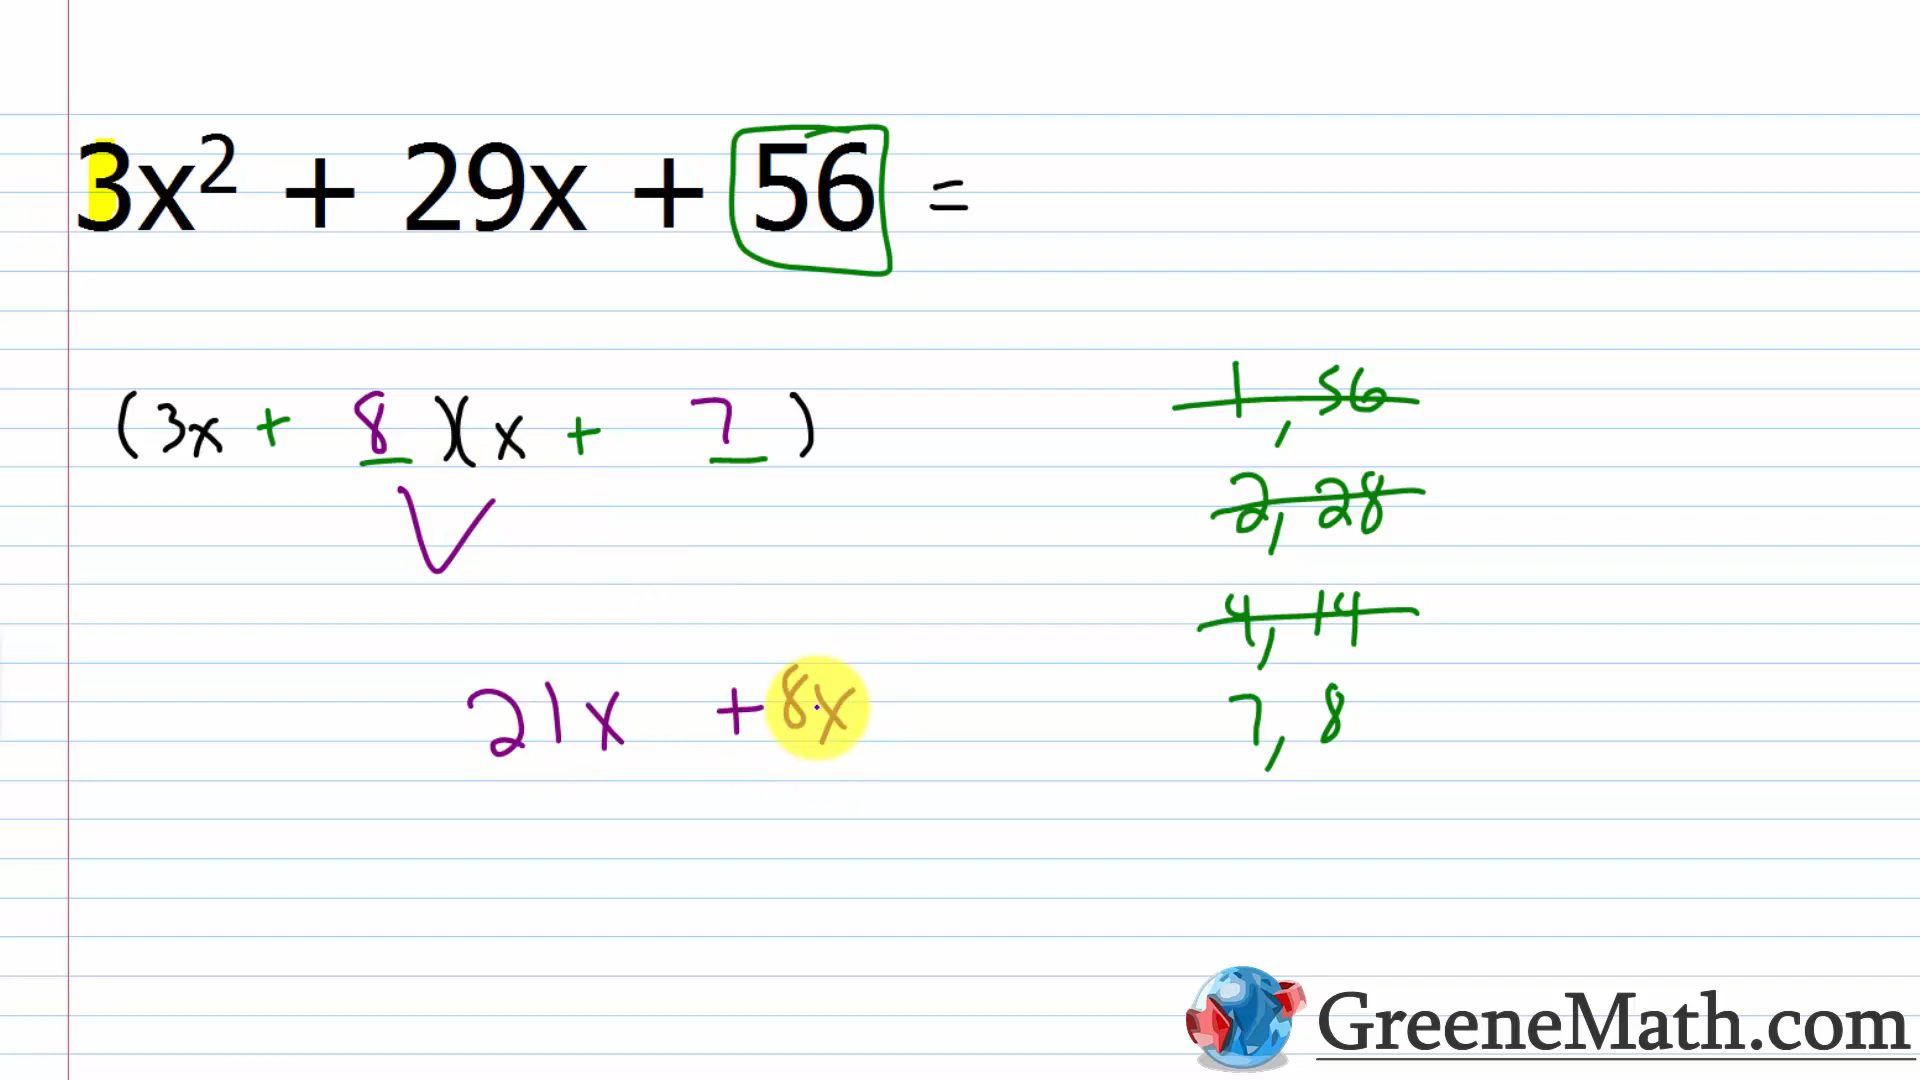 3x² + 29x + 56 =
(3x + 8)(x + 7)
21x + 8x
1, 56
2, 28
4, 14
7, 8
GreeneMath.com